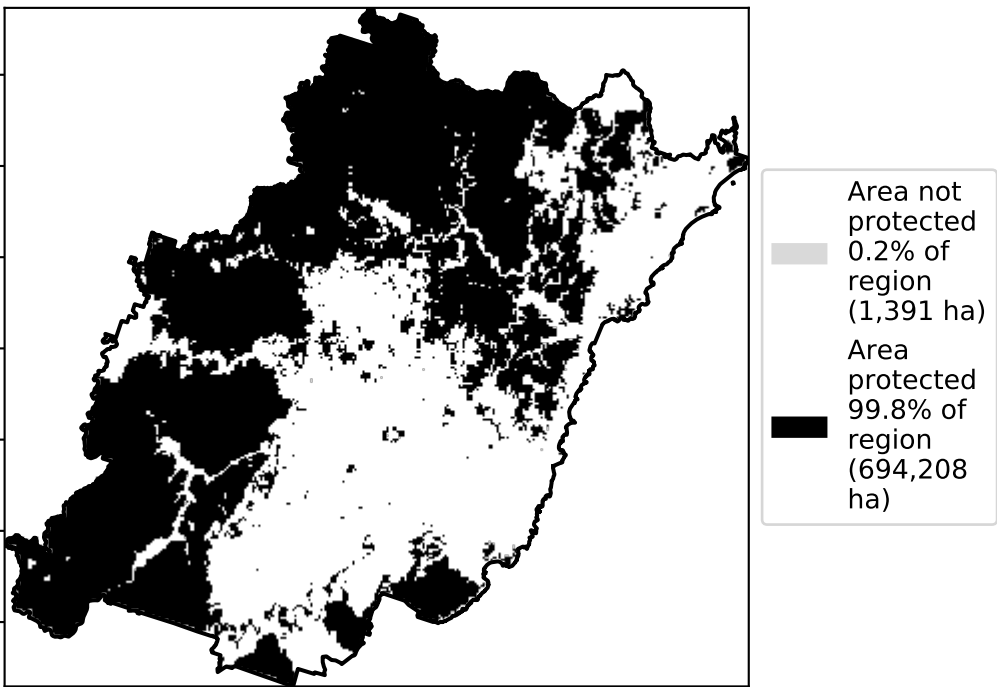 Area not
protected
0.2% of
region
(1,391 ha)
Area
protected
99.8% of
region
(694,208
ha)